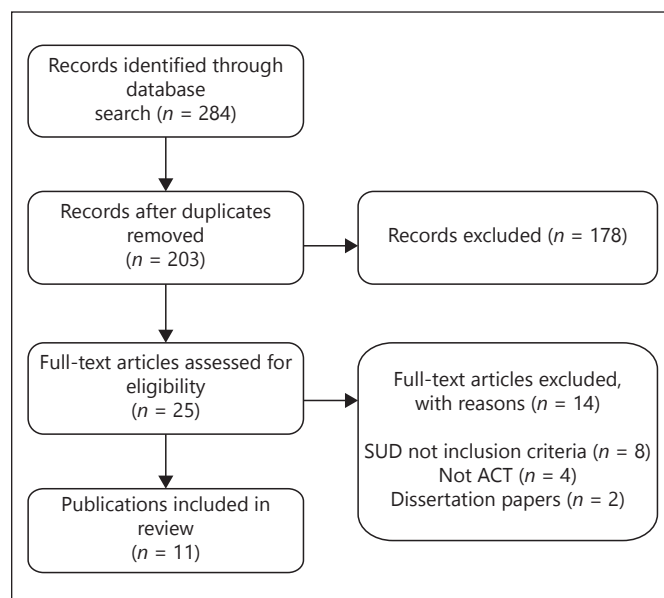 Records identified through
database
search (n = 284)
Records after duplicates
removed
(n = 203)
Records excluded (n = 178)
Full-text articles assessed for
eligibility
(n = 25)
Full-text articles excluded,
with reasons (n = 14)
SUD not inclusion criteria (n = 8)
Not ACT (n = 4)
Dissertation papers (n = 2)
Publications included in
review
(n = 11)